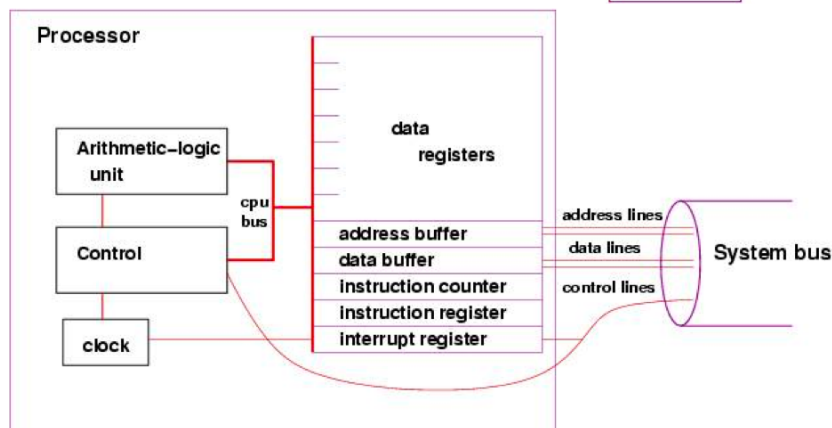 Processor
Arithmetic-logic
unit
cpu
bus
Control
clock
data
registers
address buffer
data buffer
instruction counter
instruction register
interrupt register
address lines
data lines
control lines
System bus